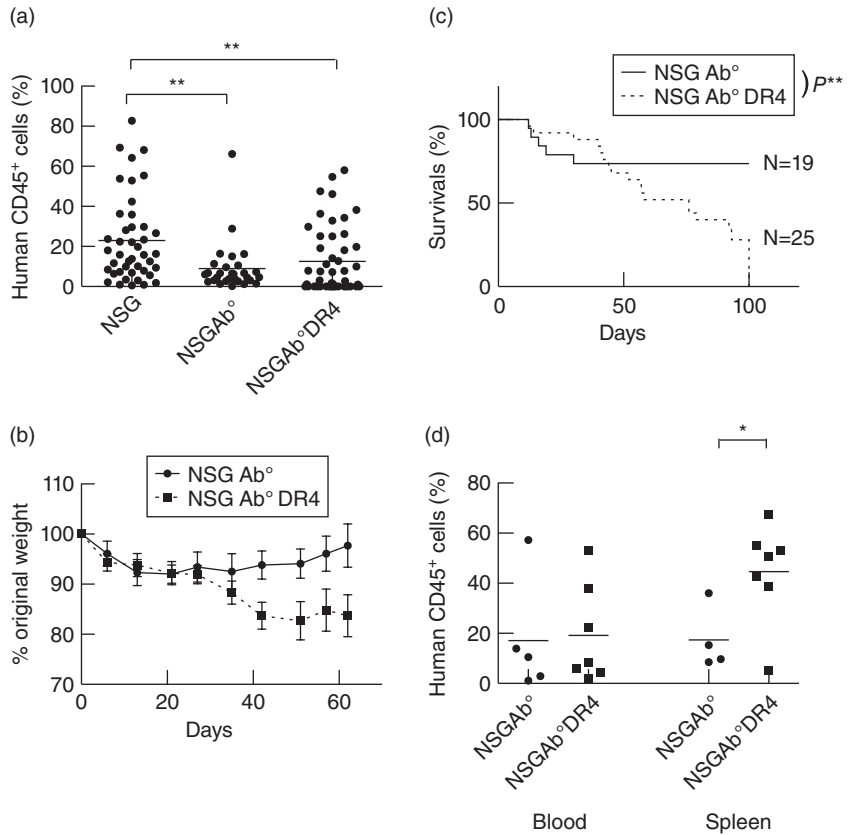 (a)
**
**
Human CD45⁺ cells (%)
100
80
60
40
20
0
NSG
NSGAb°
NSGAb°DR4
(c)
NSG Ab°
NSG Ab° DR4
) P**
Survivals (%)
100
50
0
N=19
N=25
0
50
100
Days
(b)
NSG Ab°
NSG Ab° DR4
% original weight
110
100
90
80
70
0
20
40
60
Days
(d)
*
Human CD45⁺ cells (%)
80
60
40
20
0
NSGAb°
NSGAb°DR4
NSGAb°
NSGAb°DR4
Blood
Spleen